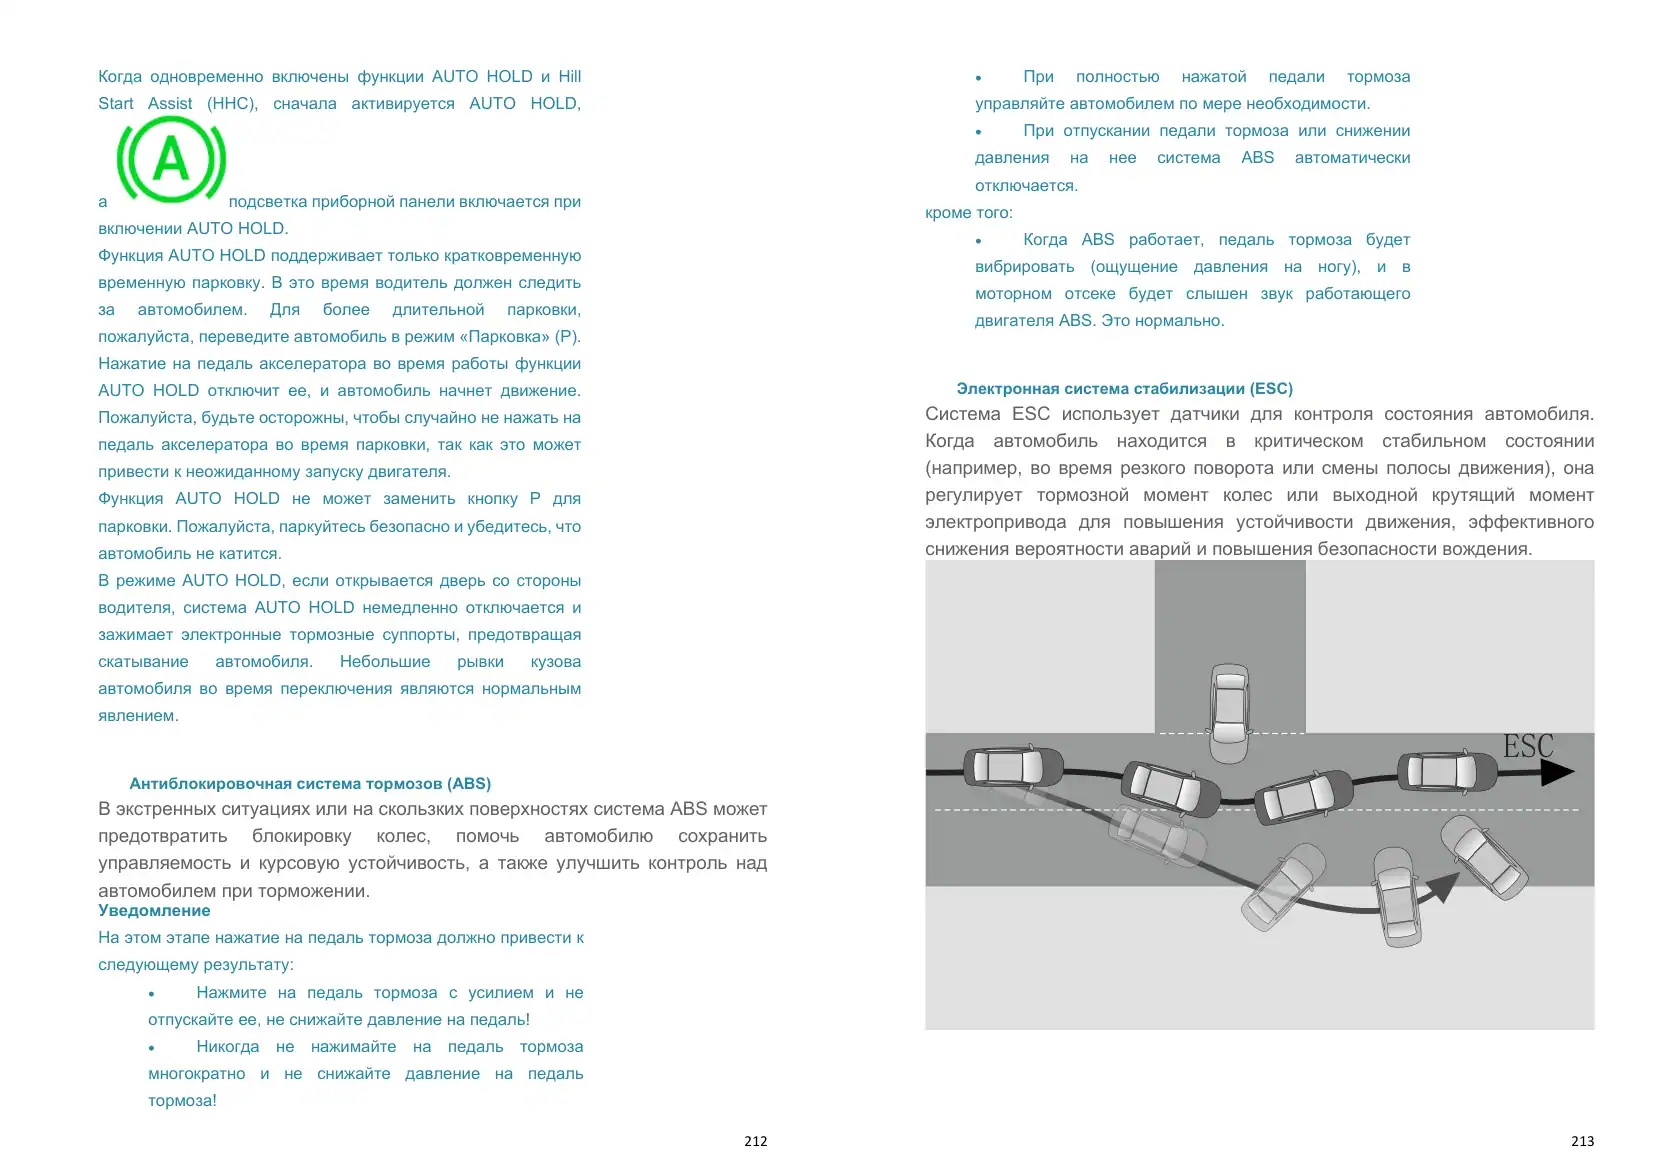 Когда одновременно включены функции AUTO HOLD и Hill
Start Assist (HHC), сначала активируется AUTO HOLD,
A
а подсветка приборной панели включается при
включении AUTO HOLD.
Функция AUTO HOLD поддерживает только кратковременную
временную парковку. В это время водитель должен следить
за автомобилем. Для более длительной парковки,
пожалуйста, переведите автомобиль в режим «Парковка» (P).
Нажатие на педаль акселератора во время работы функции
AUTO HOLD отключит ее, и автомобиль начнет движение.
Пожалуйста, будьте осторожны, чтобы случайно не нажать на
педаль акселератора во время парковки, так как это может
привести к неожиданному запуску двигателя.
Функция AUTO HOLD не может заменить кнопку P для
парковки. Пожалуйста, паркуйтесь безопасно и убедитесь, что
автомобиль не катится.
В режиме AUTO HOLD, если открывается дверь со стороны
водителя, система AUTO HOLD немедленно отключается и
зажимает электронные тормозные суппорты, предотвращая
скатывание автомобиля. Небольшие рывки кузова
автомобиля во время переключения являются нормальным
явлением.
Антиблокировочная система тормозов (ABS)
В экстренных ситуациях или на скользких поверхностях система ABS может
предотвратить блокировку колес, помочь автомобилю сохранить
управляемость и курсовую устойчивость, а также улучшить контроль над
автомобилем при торможении.
Уведомление
На этом этапе нажатие на педаль тормоза должно привести к
следующему результату:
• Нажмите на педаль тормоза с усилием и не
отпускайте ее, не снижайте давление на педаль!
• Никогда не нажимайте на педаль тормоза
многократно и не снижайте давление на педаль
тормоза!
212
• При полностью нажатой педали тормоза
управляйте автомобилем по мере необходимости.
• При отпускании педали тормоза или снижении
давления на нее система ABS автоматически
отключается.
кроме того:
• Когда ABS работает, педаль тормоза будет
вибрировать (ощущение давления на ногу), и в
моторном отсеке будет слышен звук работающего
двигателя ABS. Это нормально.
Электронная система стабилизации (ESC)
Система ESC использует датчики для контроля состояния автомобиля.
Когда автомобиль находится в критическом стабильном состоянии
(например, во время резкого поворота или смены полосы движения), она
регулирует тормозной момент колес или выходной крутящий момент
электропривода для повышения устойчивости движения, эффективного
снижения вероятности аварий и повышения безопасности вождения.
ESC
213